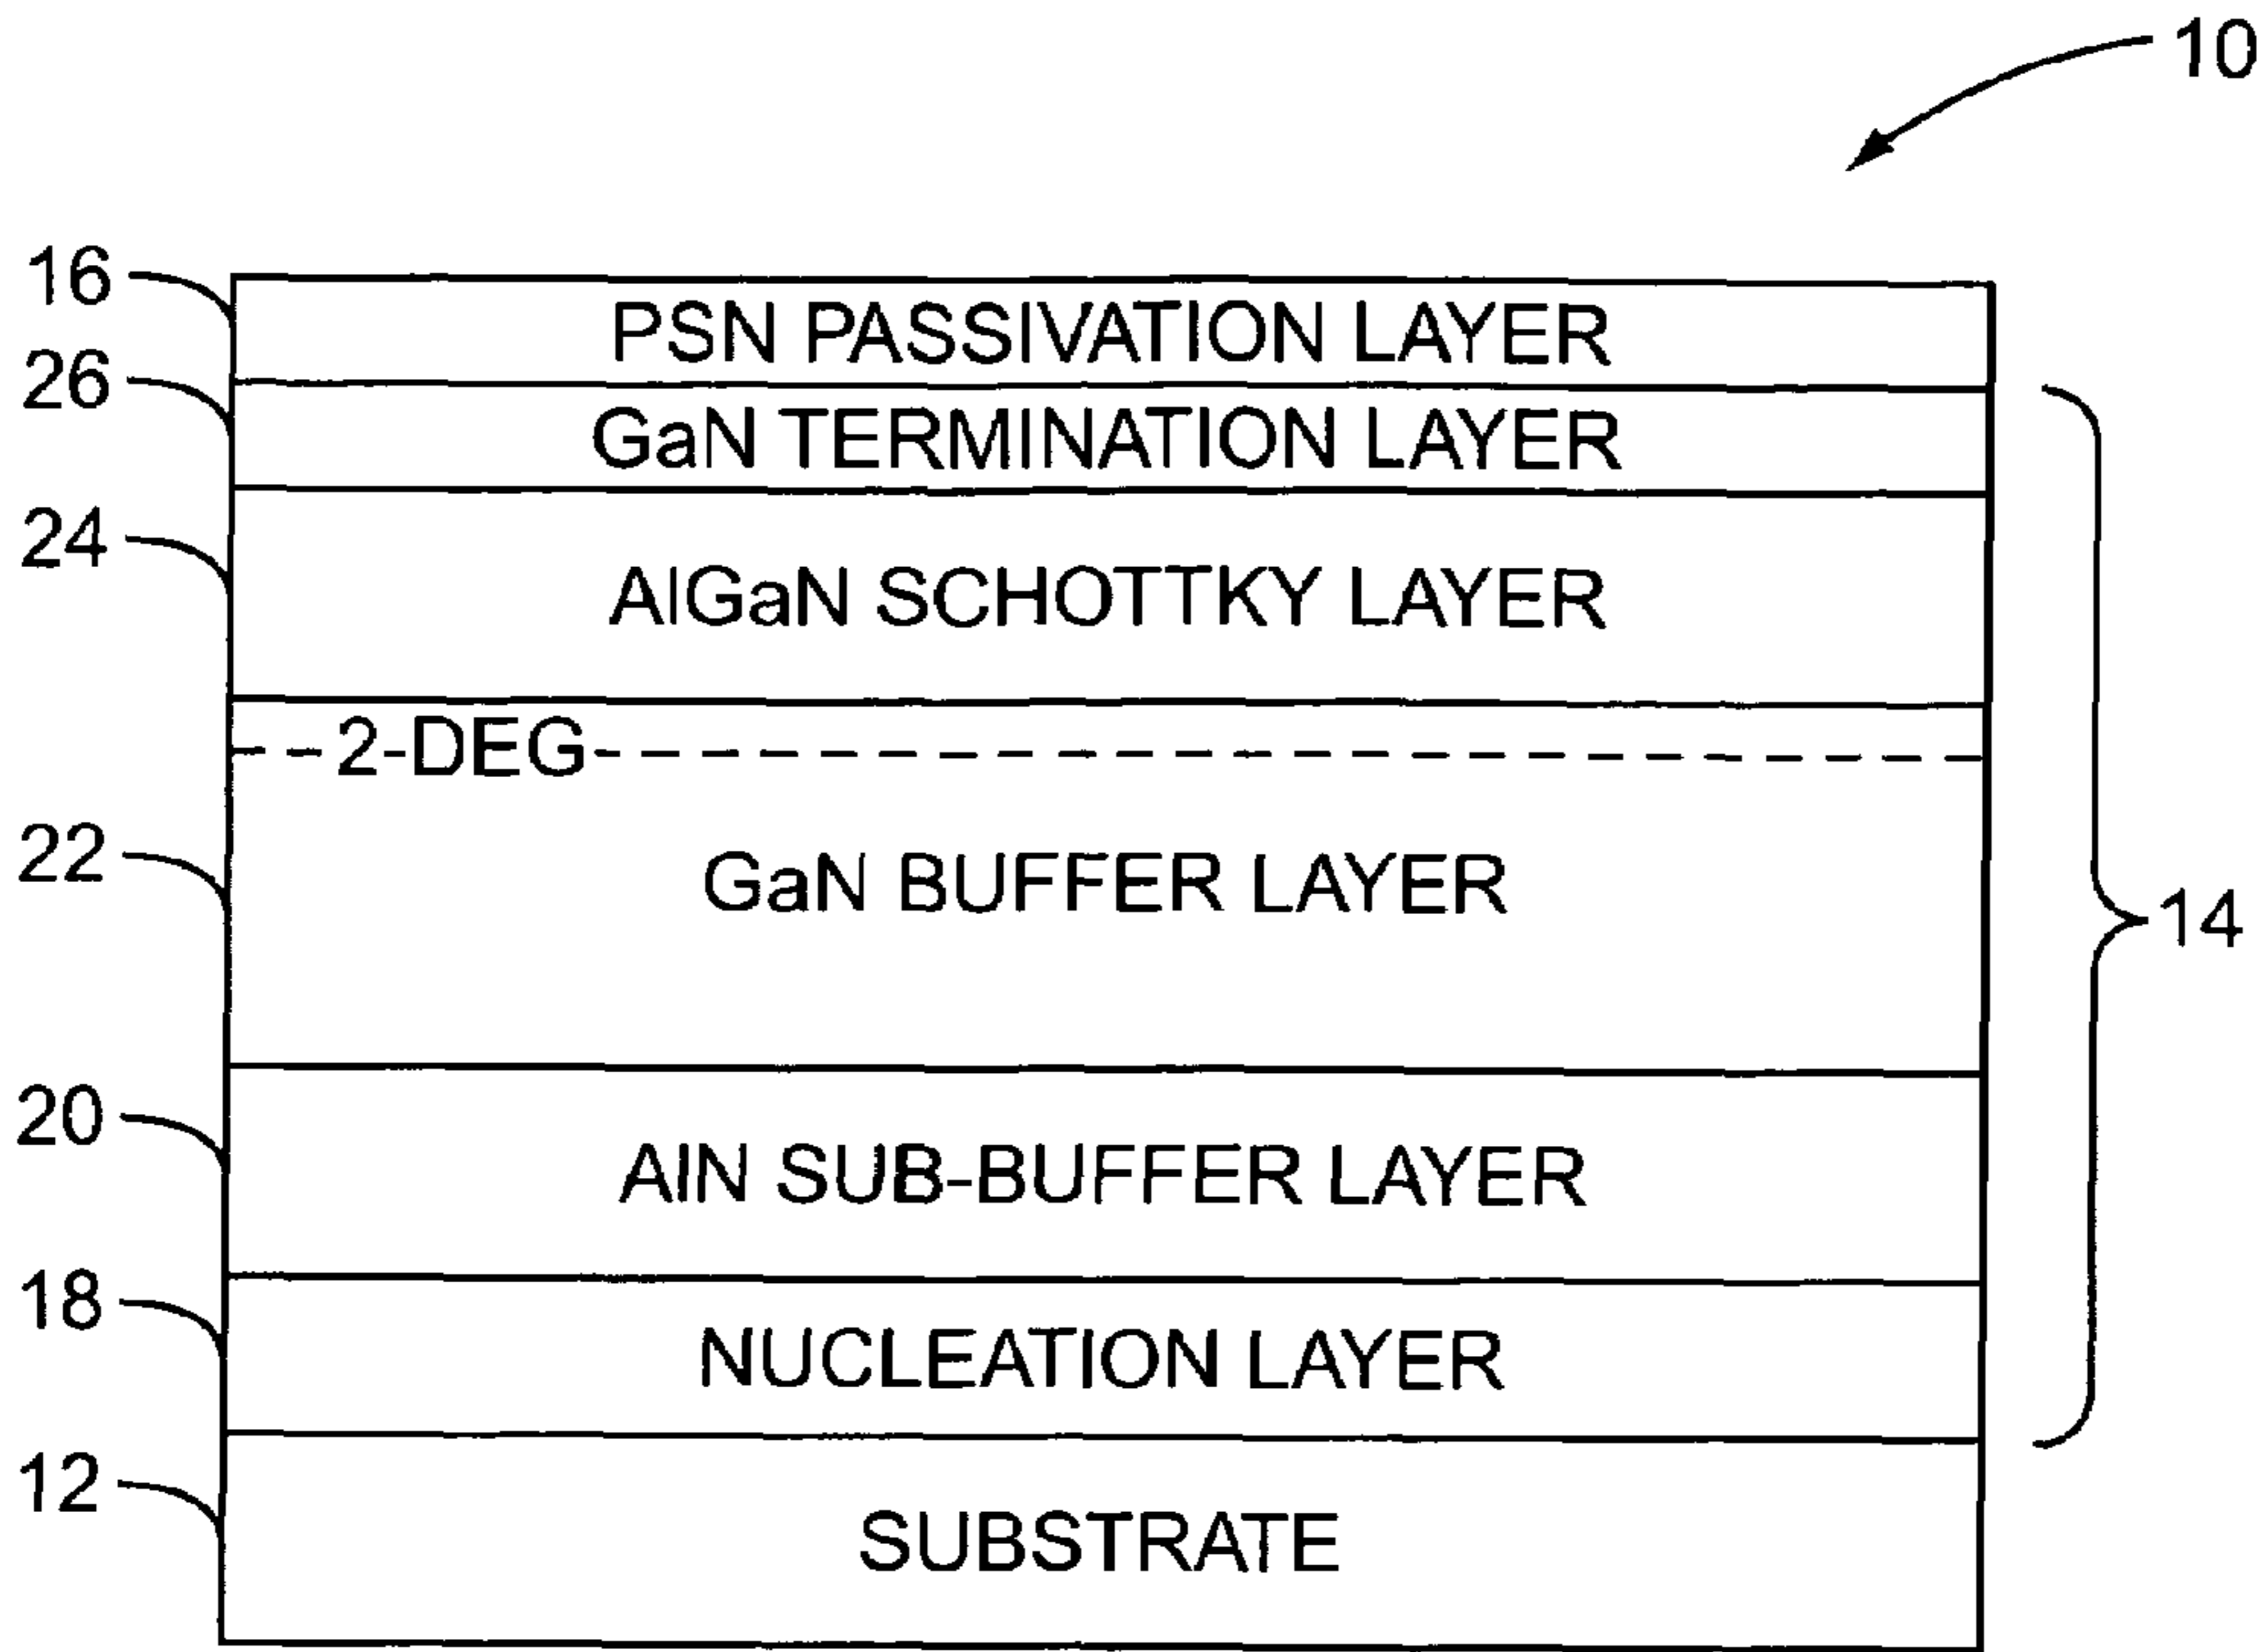 10
16
PSN PASSIVATION LAYER
26
GaN TERMINATION LAYER
24
AlGaN SCHOTTKY LAYER
2-DEG
22
GaN BUFFER LAYER
14
20
AlN SUB-BUFFER LAYER
18
NUCLEATION LAYER
12
SUBSTRATE